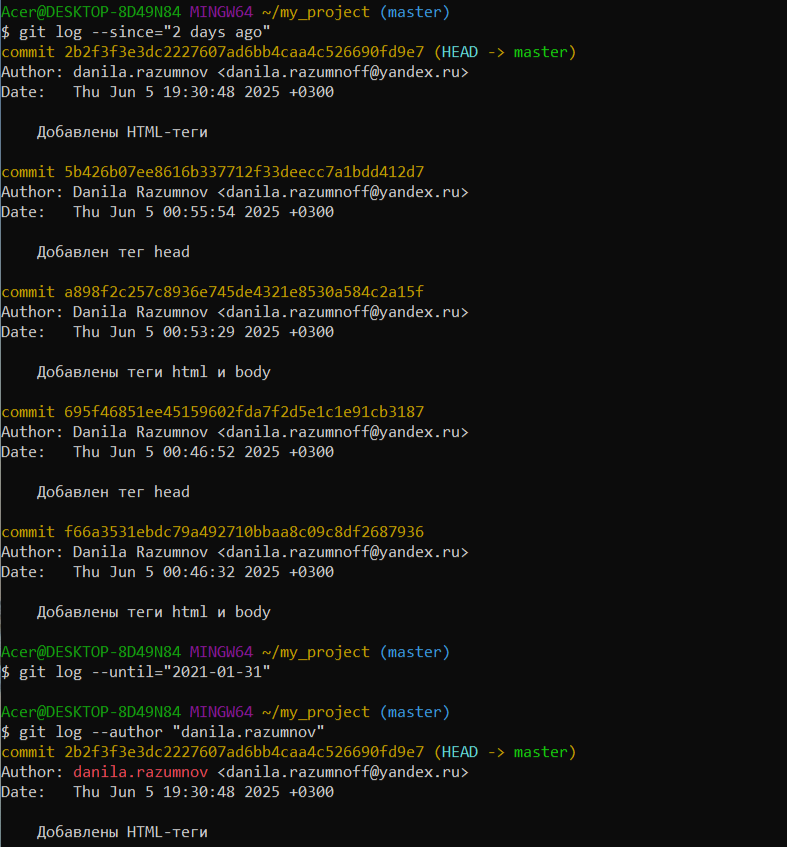 Acer@DESKTOP-8D49N84 MINGW64 ~/my_project (master)
$ git log --since="2 days ago"
commit 2b2f3f3e3dc2227607ad6bb4caa4c526690fd9e7 (HEAD -> master)
Author: danila.razumnov <danila.razumnoff@yandex.ru>
Date:   Thu Jun 5 19:30:48 2025 +0300
Добавлены HTML-теги
commit 5b426b07ee8616b337712f33deecc7a1bdd412d7
Author: Danila Razumnov <danila.razumnoff@yandex.ru>
Date:   Thu Jun 5 00:55:54 2025 +0300
Добавлен тег head
commit a898f2c257c8936e745de4321e8530a584c2a15f
Author: Danila Razumnov <danila.razumnoff@yandex.ru>
Date:   Thu Jun 5 00:53:29 2025 +0300
Добавлены теги html и body
commit 695f46851ee45159602fda7f2d5e1c1e91cb3187
Author: Danila Razumnov <danila.razumnoff@yandex.ru>
Date:   Thu Jun 5 00:46:52 2025 +0300
Добавлен тег head
commit f66a3531ebdc79a492710bbaa8c09c8df2687936
Author: Danila Razumnov <danila.razumnoff@yandex.ru>
Date:   Thu Jun 5 00:46:32 2025 +0300
Добавлены теги html и body
Acer@DESKTOP-8D49N84 MINGW64 ~/my_project (master)
$ git log --until="2021-01-31"
Acer@DESKTOP-8D49N84 MINGW64 ~/my_project (master)
$ git log --author "danila.razumnov"
commit 2b2f3f3e3dc2227607ad6bb4caa4c526690fd9e7 (HEAD -> master)
Author: danila.razumnov <danila.razumnoff@yandex.ru>
Date:   Thu Jun 5 19:30:48 2025 +0300
Добавлены HTML-теги